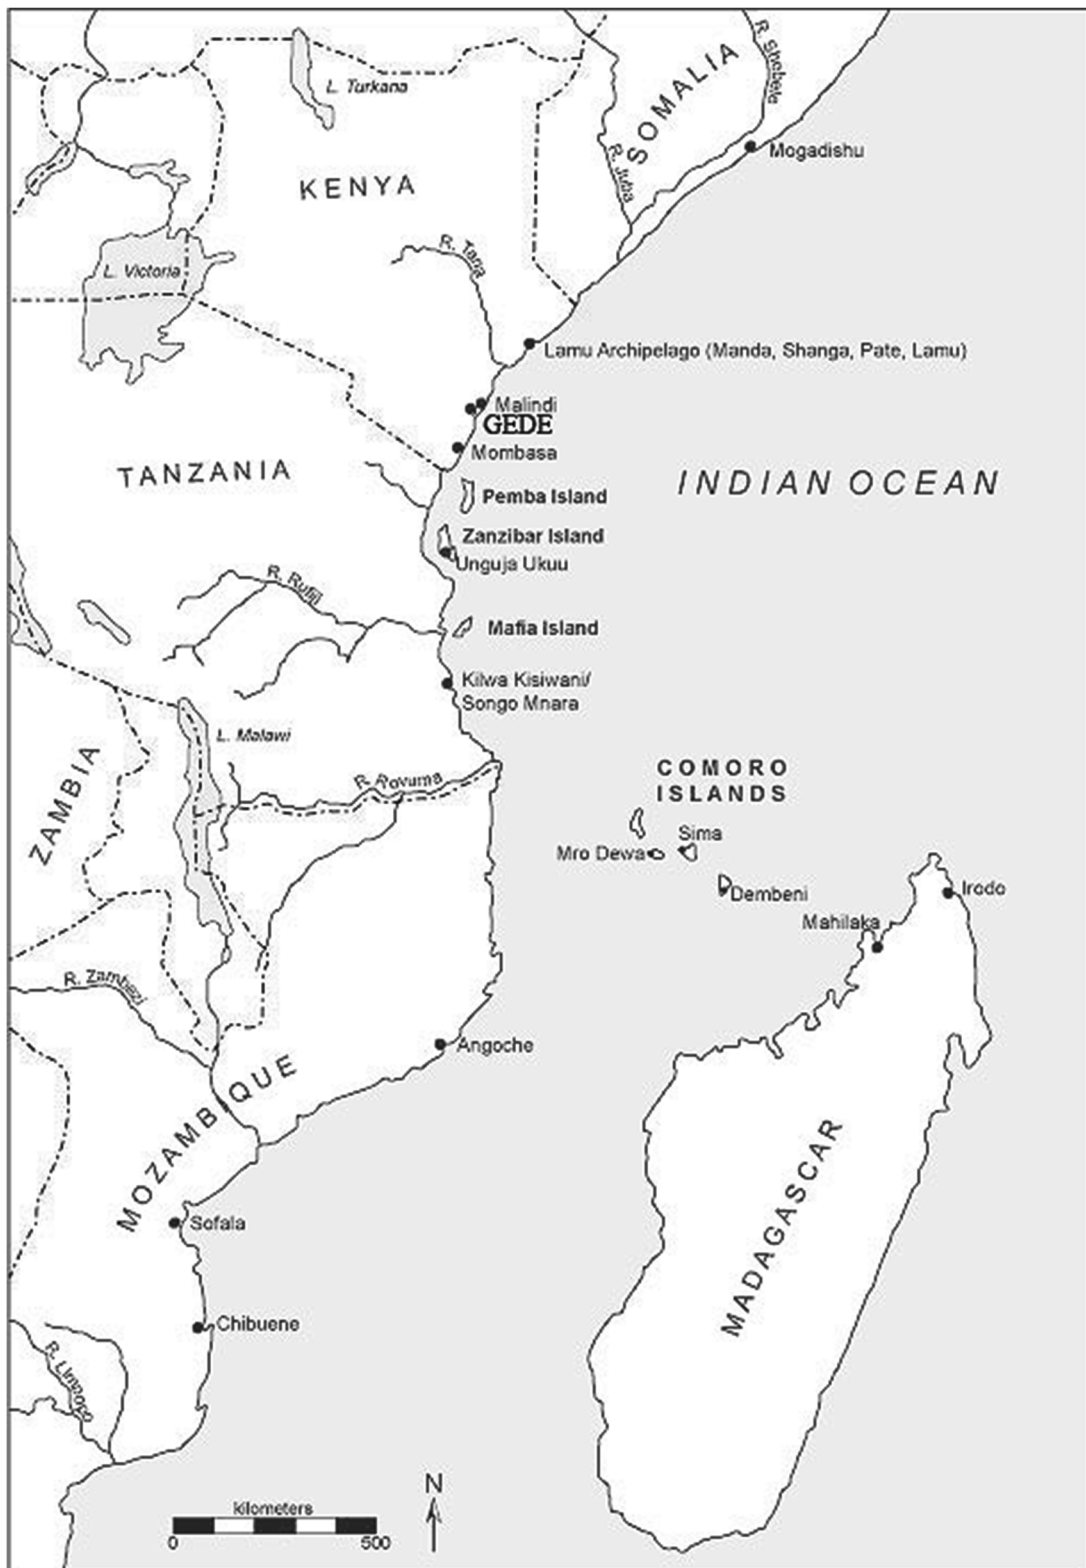 R. Shebele
SOMALIA
L. Turkana
Mogadishu
KENYA
R. Juba
R. Tana
L. Victoria
Lamu Archipelago (Manda, Shanga, Pate, Lamu)
Malindi
GEDE
Mombasa
TANZANIA
INDIAN OCEAN
Pemba Island
Zanzibar Island
Unguja Ukuu
R. Rufiji
Mafia Island
Kilwa Kisiwani/
Songo Mnara
L. Malawi
COMORO
ISLANDS
R. Rovuma
ZAMBIA
Sima
Mro Dewa
Dembeni
Irodo
Mahilaka
R. Zambezi
Angoche
MOZAMBIQUE
MADAGASCAR
Sofala
Chibuene
R. Limpopo
N
kilometers
0 500